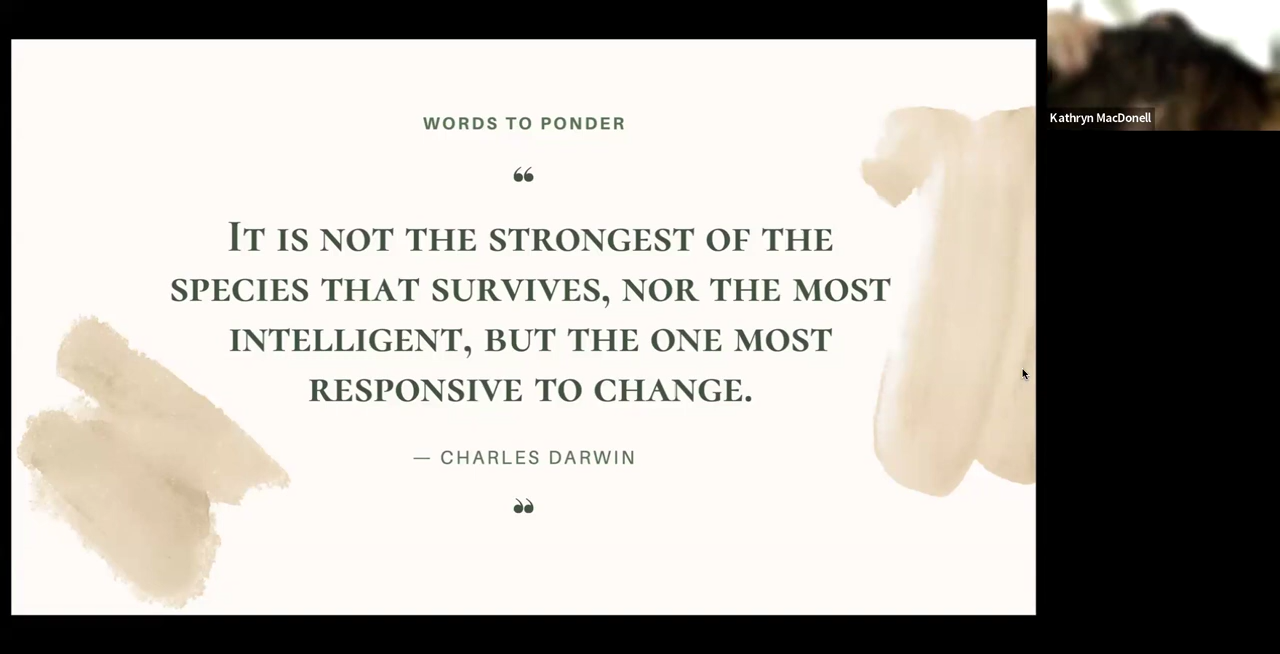 WORDS TO PONDER
“
It is not the strongest of the
species that survives, nor the most
intelligent, but the one most
responsive to change.
— CHARLES DARWIN
”
Kathryn MacDonell